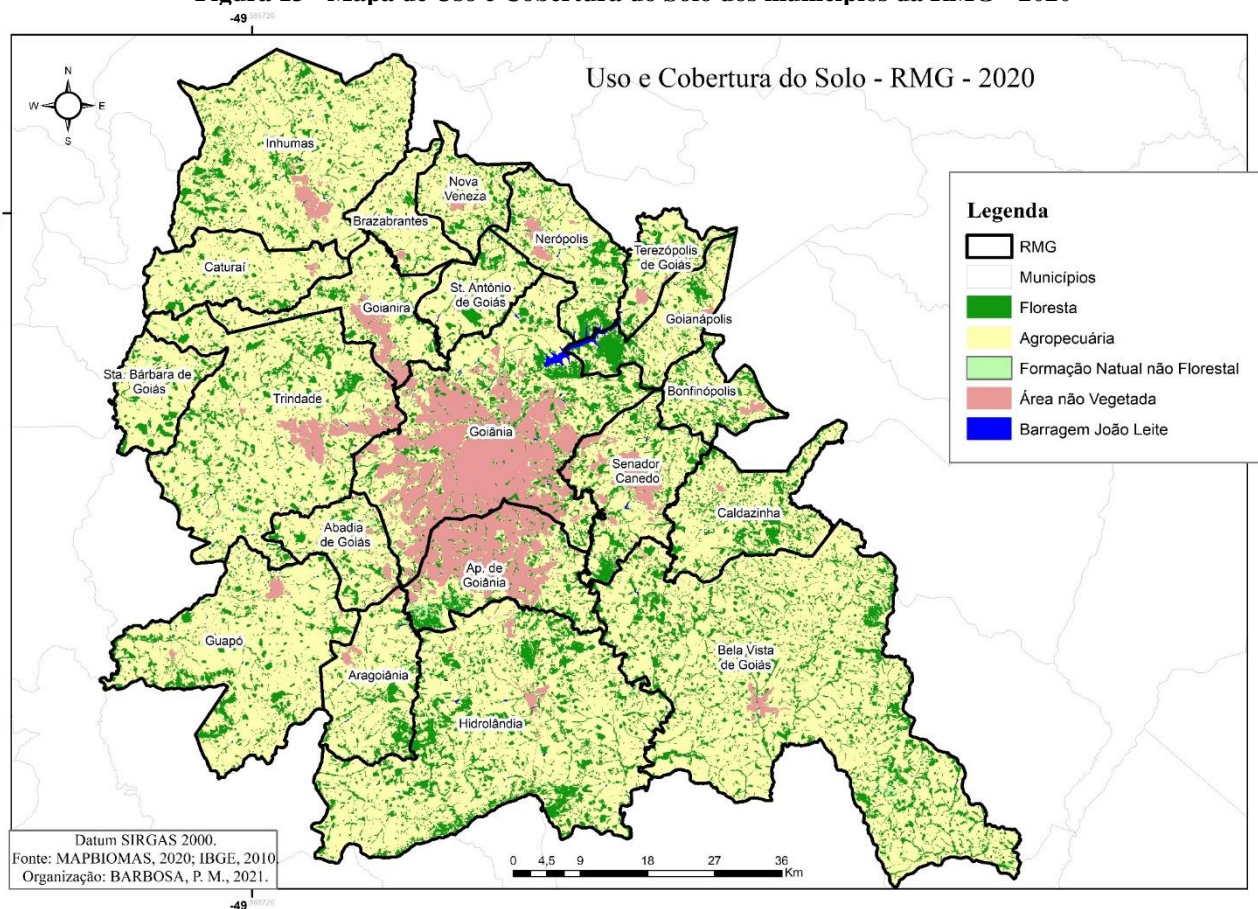 Figura 13 - Mapa de Uso e Cobertura do Solo dos municípios da RMG - 2020
-49
Uso e Cobertura do Solo - RMG - 2020
N
W E
S
Inhumas
Nova
Veneza
Brazabrantes
Nerópolis
Terezópolis
de Goiás
Caturaí
St. Antônio
de Goiás
Goianira
Goianápolis
Sta. Bárbara de
Goiás
Trindade
Bonfinópolis
Goiânia
Senador
Canedo
Caldazinha
Abadia
de Goiás
Ap. de
Goiânia
Guapó
Aragoiânia
Bela Vista
de Goiás
Hidrolândia
Legenda
RMG
Municípios
Floresta
Agropecuária
Formação Natual não Florestal
Área não Vegetada
Barragem João Leite
Datum SIRGAS 2000.
Fonte: MAPBIOMAS, 2020; IBGE, 2010.
Organização: BARBOSA, P. M., 2021.
0 4,5 9 18 27 36
Km
-49